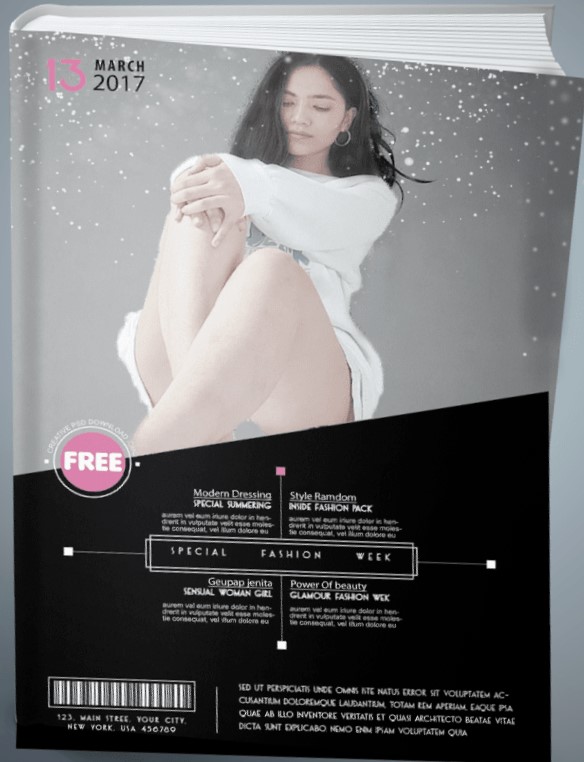 13 MARCH
2017
CREATIVE PSD DOWNLOAD
FREE
Modern Dressing
SPECIAL SUMMERING
aurem vel eum iriure dolor in hen-
drerit in vulputate velit esse moles-
tie consequat, vel illum dolore eu
Style Ramdom
INSIDE FASHION PACK
aurem vel eum iriure dolor in hen-
drerit in vulputate velit esse moles-
tie consequat, vel illum dolore eu
SPECIAL FASHION WEEK
Geupap jenita
SENSUAL WOMAN GIRL
aurem vel eum iriure dolor in hen-
drerit in vulputate velit esse moles-
tie consequat, vel illum dolore eu
Power Of beauty
GLAMOUR FASHION WEK
aurem vel eum iriure dolor in hen-
drerit in vulputate velit esse moles-
tie consequat, vel illum dolore eu
123, MAIN STREE, YOUR CITY,
NEW YORK, USA 456789
SED UT PERSPICIATIS UNDE OMNIS ISTE NATUS ERROR SIT VOLUPTATEM AC-
CUSANTIUM DOLOREMQUE LAUDANTIUM, TOTAM REM APERIAM, EAQUE IPSA
QUAE AB ILLO INVENTORE VERITATIS ET QUASI ARCHITECTO BEATAE VITAE
DICTA SUNT EXPLICABO NEMO ENIM IPSAM VOLUPTATEM QUIA